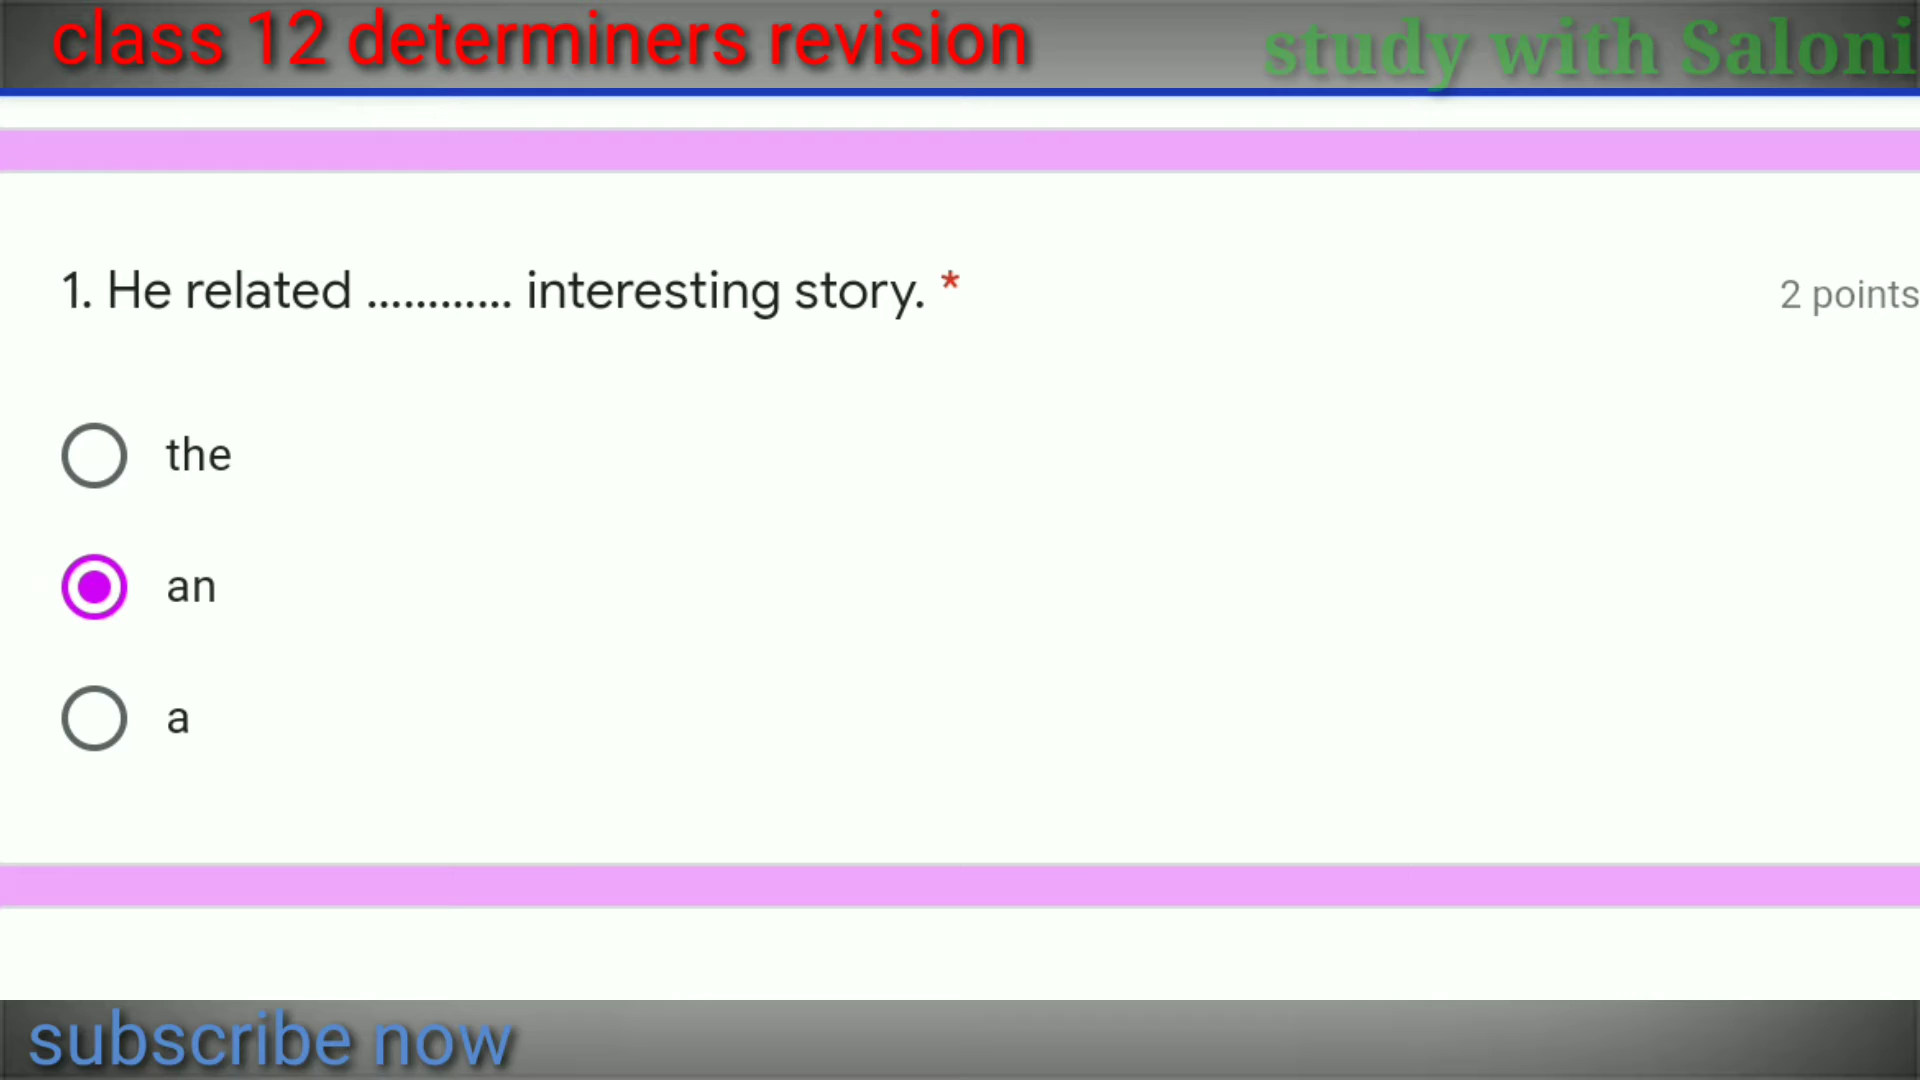 class 12 determiners revision
study with Saloni
1. He related ............ interesting story. *
2 points
the
an
a
subscribe now